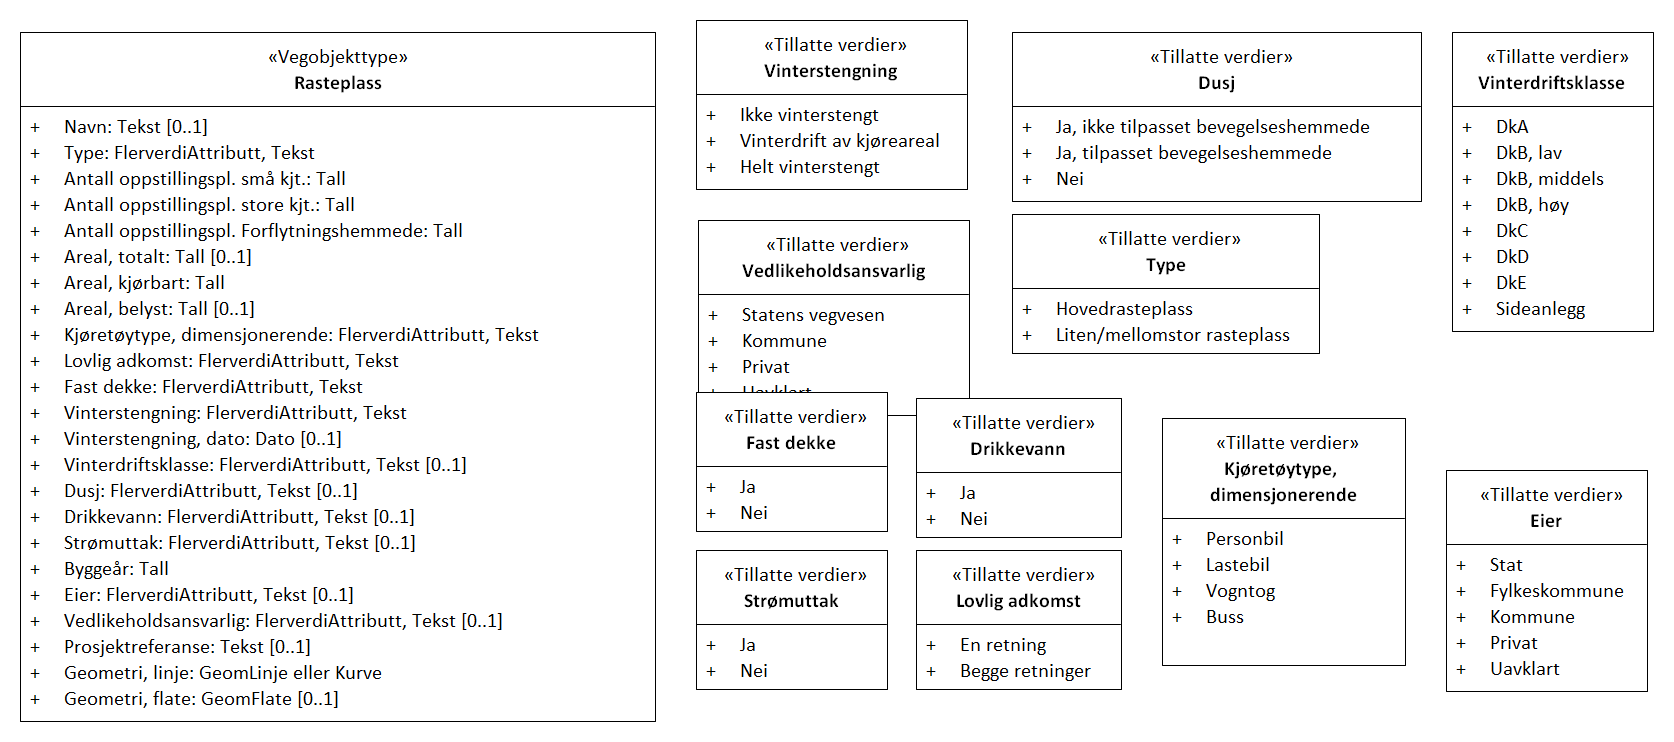 «Vegobjekttype»
Rasteplass
+ Navn: Tekst [0..1]
+ Type: FlerverdiAttributt, Tekst
+ Antall oppstillingspl. små kjt.: Tall
+ Antall oppstillingspl. store kjt.: Tall
+ Antall oppstillingspl. Forflytningshemmede: Tall
+ Areal, totalt: Tall [0..1]
+ Areal, kjørbart: Tall
+ Areal, belyst: Tall [0..1]
+ Kjøretøytype, dimensjonerende: FlerverdiAttributt, Tekst
+ Lovlig adkomst: FlerverdiAttributt, Tekst
+ Fast dekke: FlerverdiAttributt, Tekst
+ Vinterstengning: FlerverdiAttributt, Tekst
+ Vinterstengning, dato: Dato [0..1]
+ Vinterdriftsklasse: FlerverdiAttributt, Tekst [0..1]
+ Dusj: FlerverdiAttributt, Tekst [0..1]
+ Drikkevann: FlerverdiAttributt, Tekst [0..1]
+ Strømuttak: FlerverdiAttributt, Tekst [0..1]
+ Byggeår: Tall
+ Eier: FlerverdiAttributt, Tekst [0..1]
+ Vedlikeholdsansvarlig: FlerverdiAttributt, Tekst [0..1]
+ Prosjektreferanse: Tekst [0..1]
+ Geometri, linje: GeomLinje eller Kurve
+ Geometri, flate: GeomFlate [0..1]
«Tillatte verdier»
Vinterstengning
+ Ikke vinterstengt
+ Vinterdrift av kjøreareal
+ Helt vinterstengt
«Tillatte verdier»
Vedlikeholdsansvarlig
+ Statens vegvesen
+ Kommune
+ Privat
+ Uavklart
«Tillatte verdier»
Fast dekke
+ Ja
+ Nei
«Tillatte verdier»
Strømuttak
+ Ja
+ Nei
«Tillatte verdier»
Drikkevann
+ Ja
+ Nei
«Tillatte verdier»
Lovlig adkomst
+ En retning
+ Begge retninger
«Tillatte verdier»
Dusj
+ Ja, ikke tilpasset bevegelseshemmede
+ Ja, tilpasset bevegelseshemmede
+ Nei
«Tillatte verdier»
Type
+ Hovedrasteplass
+ Liten/mellomstor rasteplass
«Tillatte verdier»
Kjøretøytype,
dimensjonerende
+ Personbil
+ Lastebil
+ Vogntog
+ Buss
«Tillatte verdier»
Vinterdriftsklasse
+ DkA
+ DkB, lav
+ DkB, middels
+ DkB, høy
+ DkC
+ DkD
+ DkE
+ Sideanlegg
«Tillatte verdier»
Eier
+ Stat
+ Fylkeskommune
+ Kommune
+ Privat
+ Uavklart